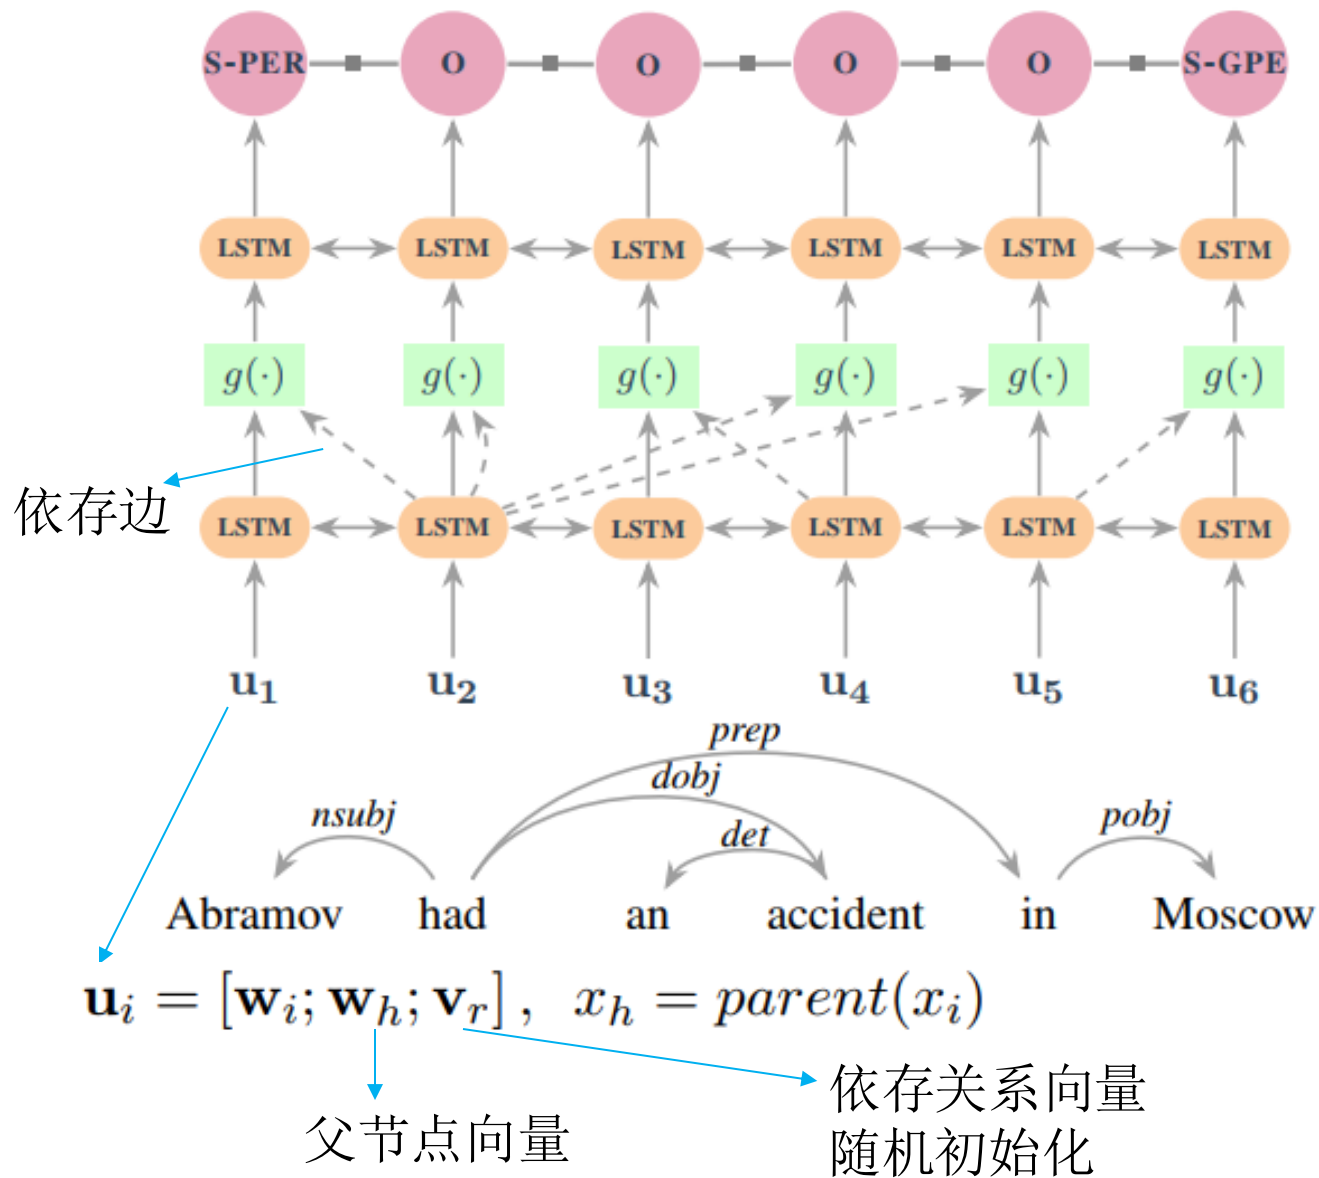 S-PER O O O O S-GPE
LSTM LSTM LSTM LSTM LSTM LSTM
g(·) g(·) g(·) g(·) g(·) g(·)
依存边
LSTM LSTM LSTM LSTM LSTM LSTM
u₁ u₂ u₃ u₄ u₅ u₆
prep
dobj
nsubj det pobj
Abramov had an accident in Moscow
uᵢ = [wᵢ; w_h; vᵣ], x_h = parent(xᵢ)
父节点向量
依存关系向量
随机初始化